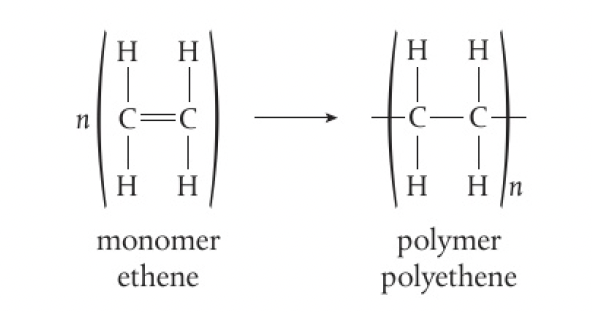 H H H H
n C=C C—C
H H H H n
monomer polymer
ethene polyethene